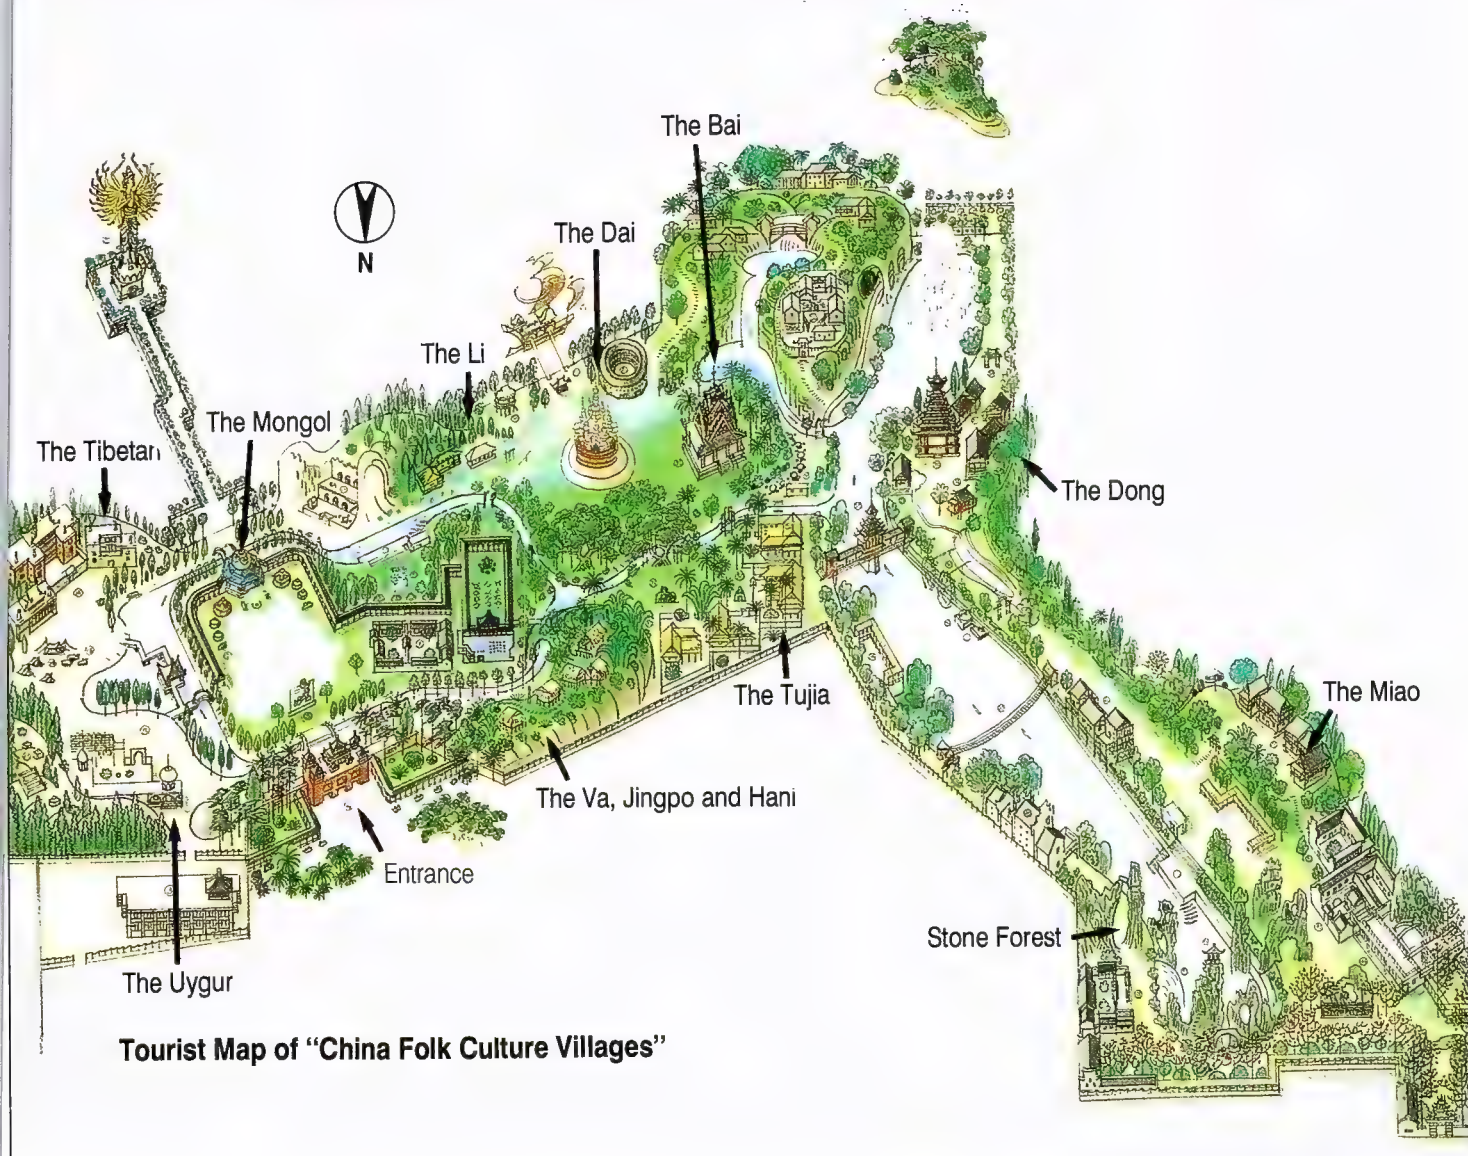 The Bai
The Dai
N
The Li
The Mongol
The Tibetan
The Dong
The Tujia
The Miao
The Va, Jingpo and Hani
Entrance
Stone Forest
The Uygur
Tourist Map of “China Folk Culture Villages”